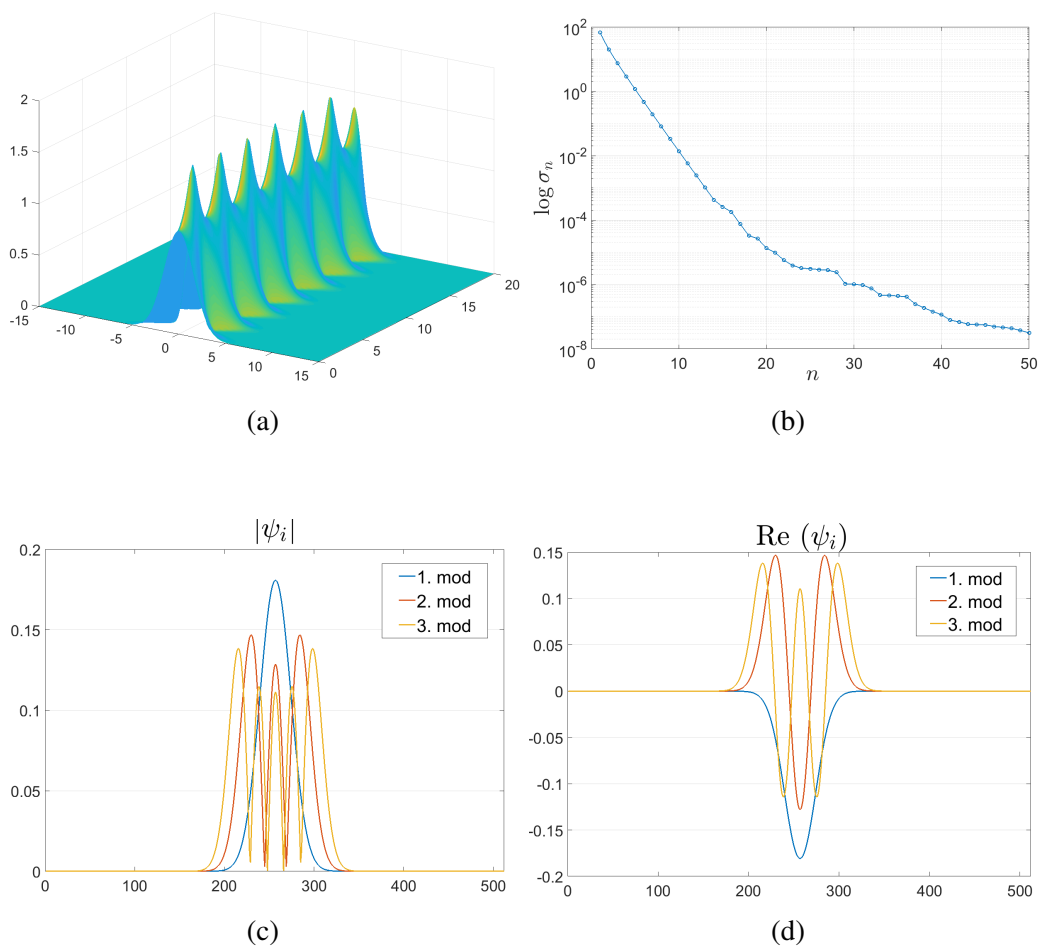 2
1.5
1
0.5
0
-15
-10
-5
0
5
10
15
0
5
10
15
20
(a)
10^2
10^0
10^-2
10^-4
10^-6
10^-8
log σ_n
0 10 20 30 40 50
n
(b)
|ψ_i|
0.2
0.15
0.1
0.05
0
0 100 200 300 400 500
1. mod
2. mod
3. mod
(c)
Re (ψ_i)
0.15
0.1
0.05
0
-0.05
-0.1
-0.15
-0.2
0 100 200 300 400 500
1. mod
2. mod
3. mod
(d)